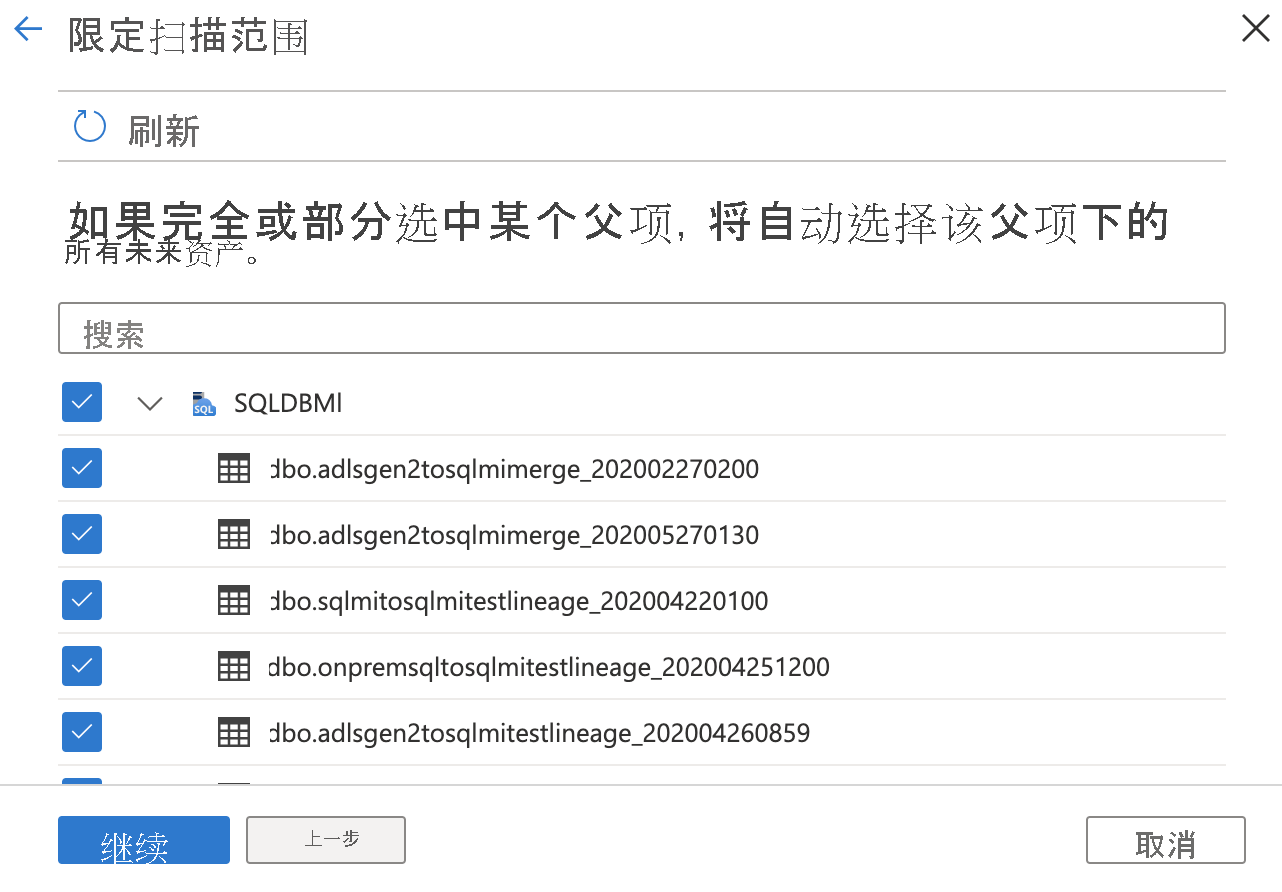 限定扫描范围
刷新
如果完全或部分选中某个父项, 将自动选择该父项下的
所有未来资产。
搜索
SQLDBMI
dbo.adlsgen2tosqlmimerge_202002270200
dbo.adlsgen2tosqlmimerge_202005270130
dbo.sqlmitosqlmitestlineage_202004220100
dbo.onpremsqltosqlmitestlineage_202004251200
dbo.adlsgen2tosqlmitestlineage_202004260859
继续
上一步
取消